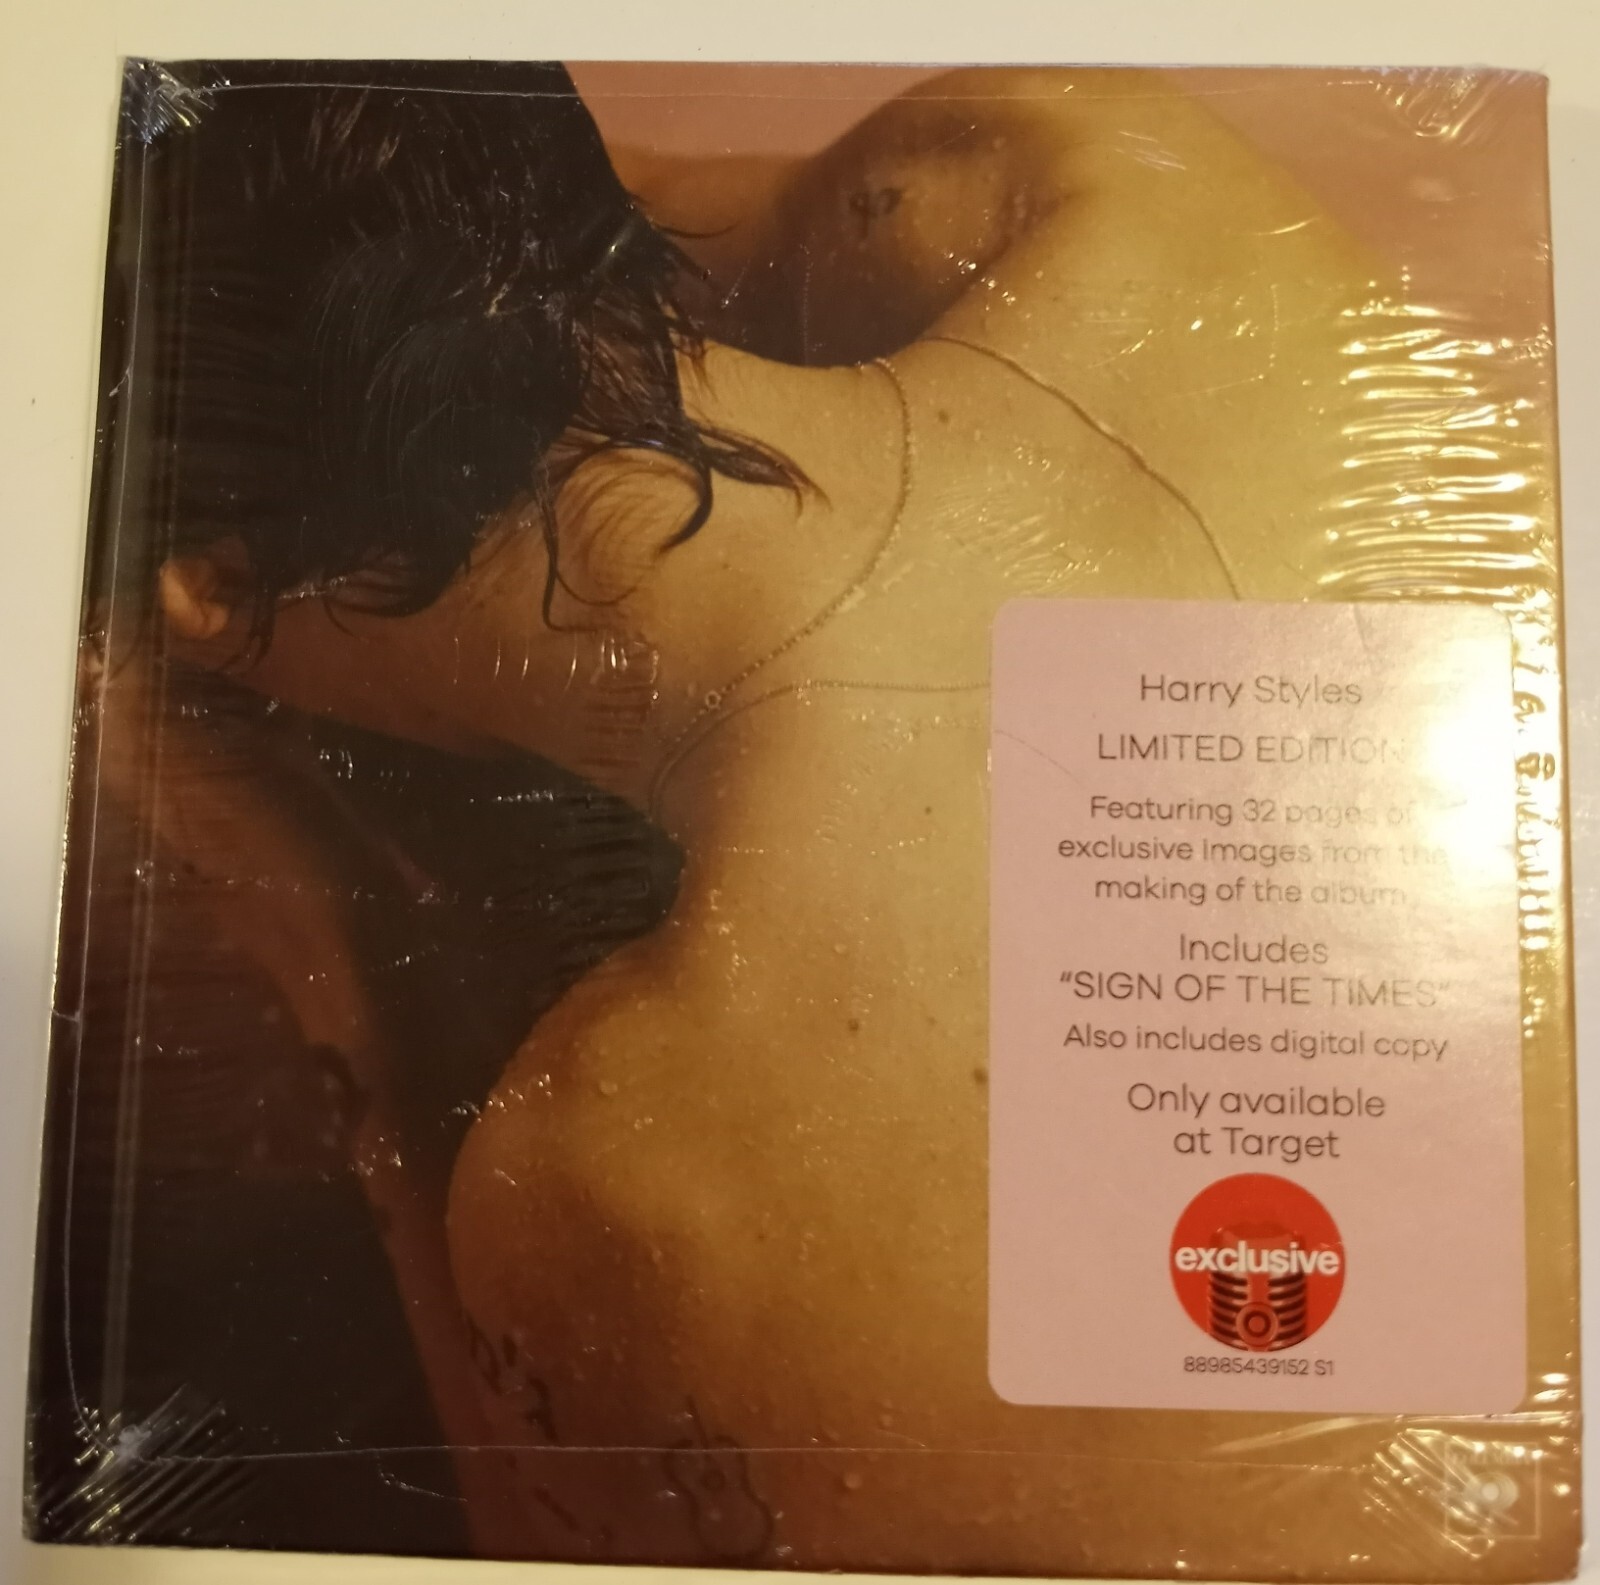 Harry Styles
LIMITED EDITION
Featuring 32 pages of
exclusive Images from the
making of the album
Includes
“SIGN OF THE TIMES”
Also includes digital copy
Only available
at Target
exclusive
88985439152 S1